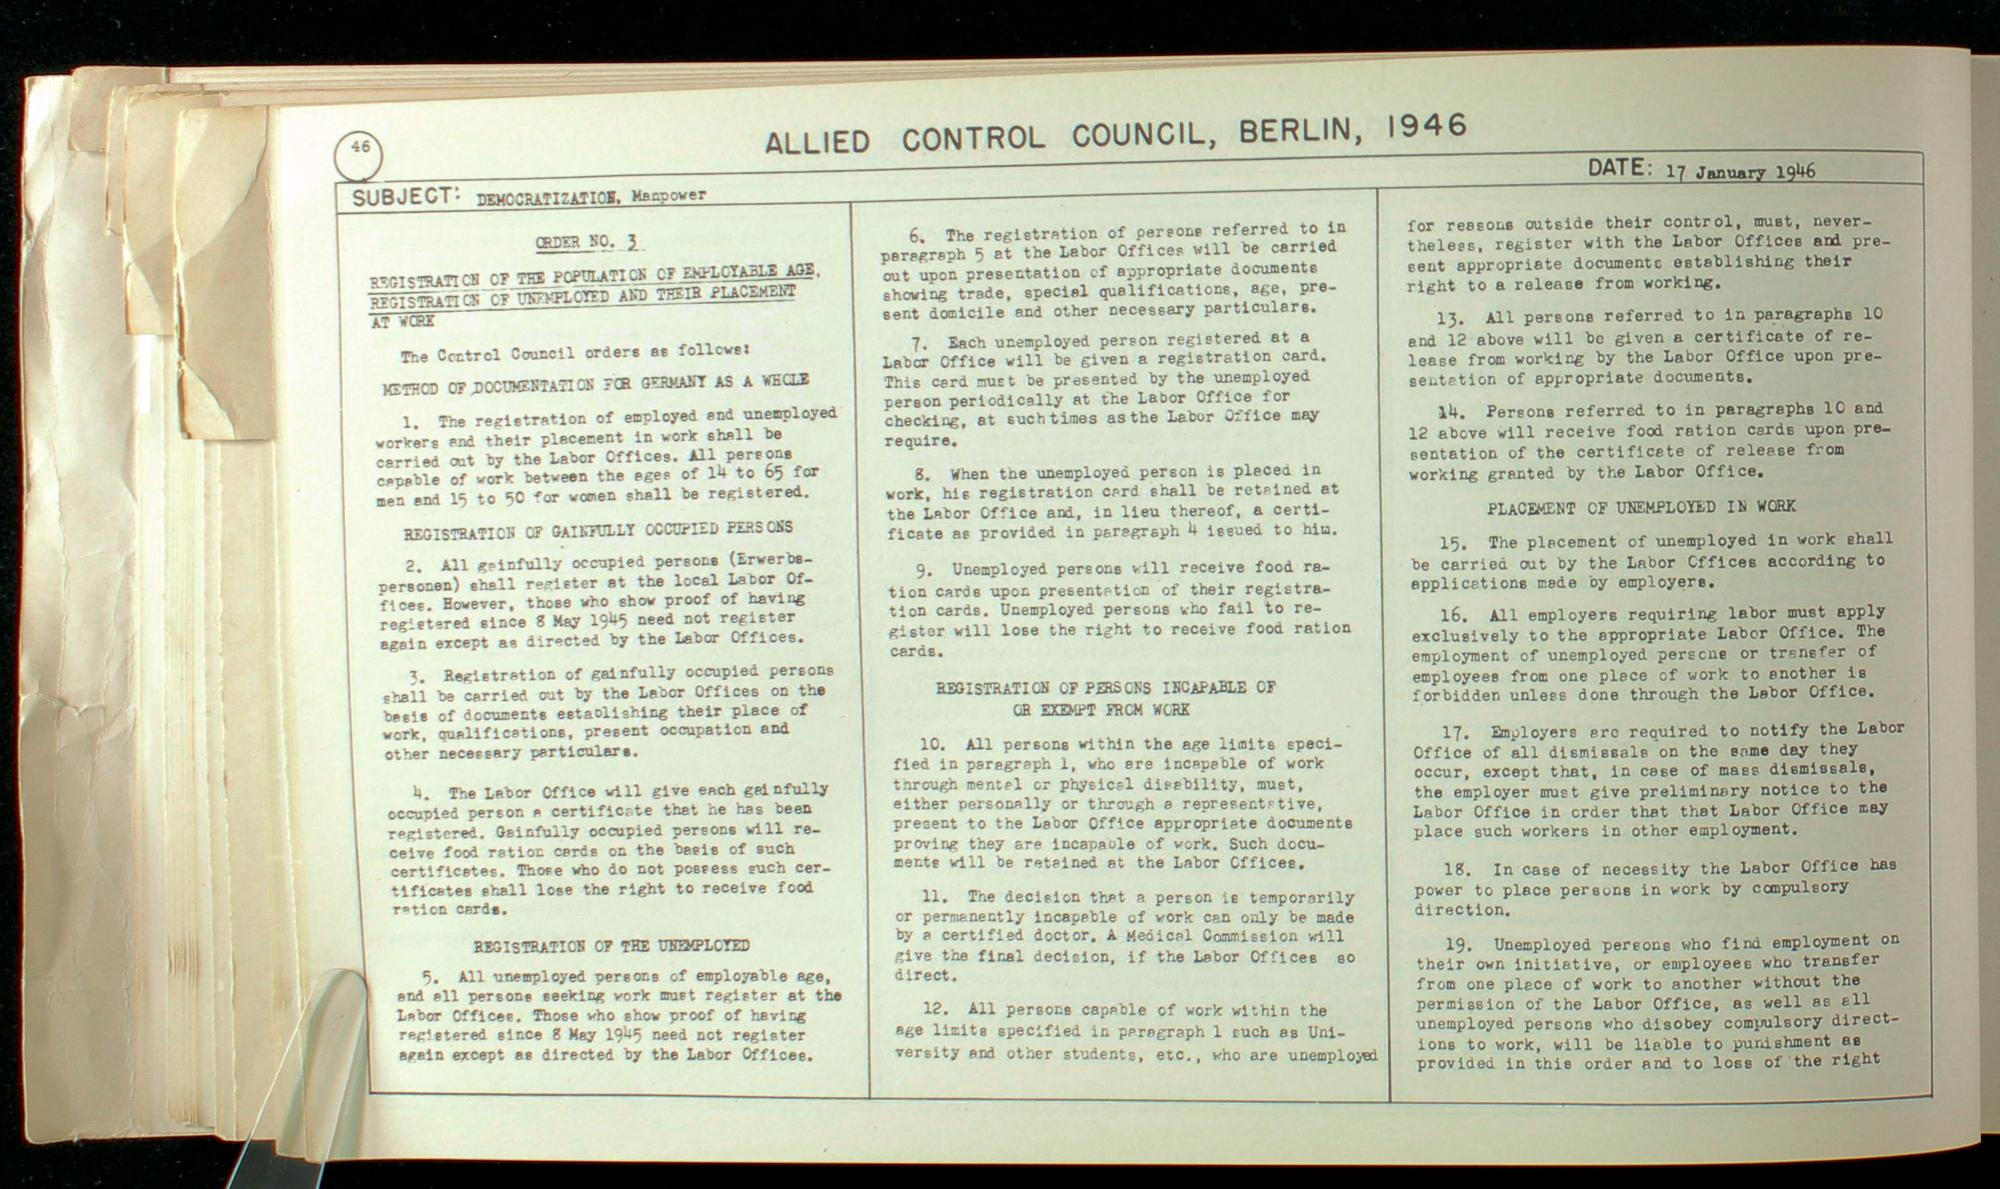 46
ALLIED CONTROL COUNCIL, BERLIN, 1946
SUBJECT: DEMOCRATIZATION, Manpower
DATE: 17 January 1946
ORDER NO. 3
REGISTRATION OF THE POPULATION OF EMPLOYABLE AGE,
REGISTRATION OF UNEMPLOYED AND THEIR PLACEMENT
AT WORK
The Control Council orders as follows:
METHOD OF DOCUMENTATION FOR GERMANY AS A WHOLE
1. The registration of employed and unemployed
workers and their placement in work shall be
carried out by the Labor Offices. All persons
capable of work between the ages of 14 to 65 for
men and 15 to 50 for women shall be registered.
REGISTRATION OF GAINFULLY OCCUPIED PERSONS
2. All gainfully occupied persons (Erwerbs-
personen) shall register at the local Labor Of-
fices. However, those who show proof of having
registered since 8 May 1945 need not register
again except as directed by the Labor Offices.
3. Registration of gainfully occupied persons
shall be carried out by the Labor Offices on the
basis of documents establishing their place of
work, qualifications, present occupation and
other necessary particulars.
4. The Labor Office will give each gainfully
occupied person a certificate that he has been
registered. Gainfully occupied persons will re-
ceive food ration cards on the basis of such
certificates. Those who do not possess such cer-
tificates shall lose the right to receive food
ration cards.
REGISTRATION OF THE UNEMPLOYED
5. All unemployed persons of employable age,
and all persons seeking work must register at the
Labor Offices. Those who show proof of having
registered since 8 May 1945 need not register
again except as directed by the Labor Offices.
6. The registration of persons referred to in
paragraph 5 at the Labor Offices will be carried
out upon presentation of appropriate documents
showing trade, special qualifications, age, pre-
sent domicile and other necessary particulars.
7. Each unemployed person registered at a
Labor Office will be given a registration card.
This card must be presented by the unemployed
person periodically at the Labor Office for
checking, at such times as the Labor Office may
require.
8. When the unemployed person is placed in
work, his registration card shall be retained at
the Labor Office and, in lieu thereof, a certi-
ficate as provided in paragraph 4 issued to him.
9. Unemployed persons will receive food ra-
tion cards upon presentation of their registra-
tion cards. Unemployed persons who fail to re-
gister will lose the right to receive food ration
cards.
REGISTRATION OF PERSONS INCAPABLE OF
OR EXEMPT FROM WORK
10. All persons within the age limits speci-
fied in paragraph 1, who are incapable of work
through mental or physical disability, must,
either personally or through a representative,
present to the Labor Office appropriate documents
proving they are incapable of work. Such docu-
ments will be retained at the Labor Offices.
11. The decision that a person is temporarily
or permanently incapable of work can only be made
by a certified doctor. A Medical Commission will
give the final decision, if the Labor Offices so
direct.
12. All persons capable of work within the
age limits specified in paragraph 1 such as Uni-
versity and other students, etc., who are unemployed
for reasons outside their control, must, never-
theless, register with the Labor Offices and pre-
sent appropriate documents establishing their
right to a release from working.
13. All persons referred to in paragraphs 10
and 12 above will be given a certificate of re-
lease from working by the Labor Office upon pre-
sentation of appropriate documents.
14. Persons referred to in paragraphs 10 and
12 above will receive food ration cards upon pre-
sentation of the certificate of release from
working granted by the Labor Office.
PLACEMENT OF UNEMPLOYED IN WORK
15. The placement of unemployed in work shall
be carried out by the Labor Offices according to
applications made by employers.
16. All employers requiring labor must apply
exclusively to the appropriate Labor Office. The
employment of unemployed persons or transfer of
employees from one place of work to another is
forbidden unless done through the Labor Office.
17. Employers are required to notify the Labor
Office of all dismissals on the same day they
occur, except that, in case of mass dismissals,
the employer must give preliminary notice to the
Labor Office in order that that Labor Office may
place such workers in other employment.
18. In case of necessity the Labor Office has
power to place persons in work by compulsory
direction.
19. Unemployed persons who find employment on
their own initiative, or employees who transfer
from one place of work to another without the
permission of the Labor Office, as well as all
unemployed persons who disobey compulsory direct-
ions to work, will be liable to punishment as
provided in this order and to loss of the right